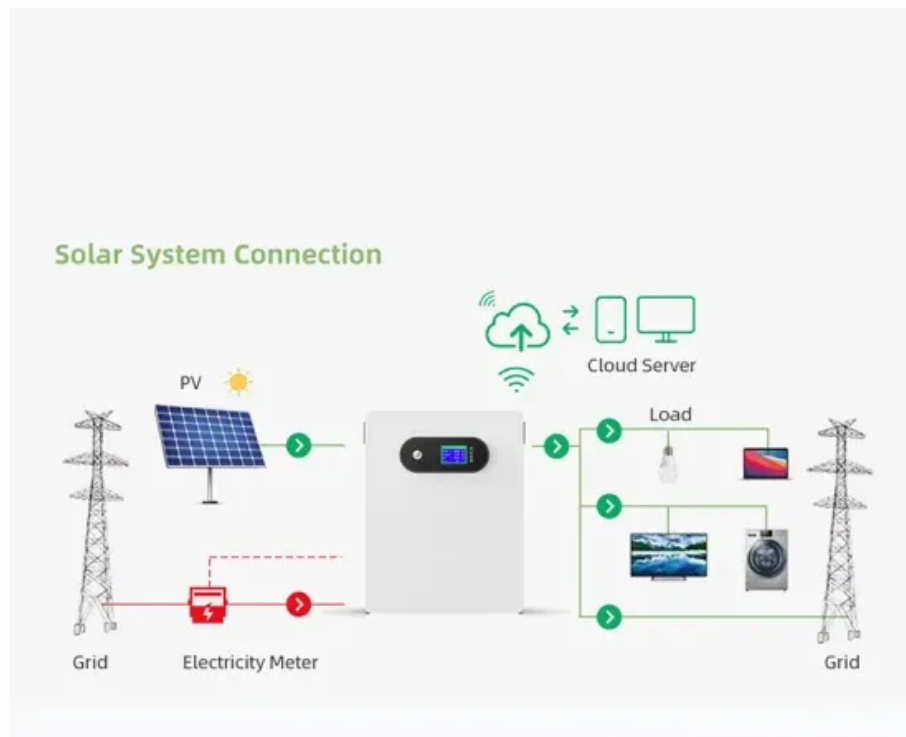 Solar System Connection
Cloud Server
PV
Load
Grid
Electricity Meter
Grid